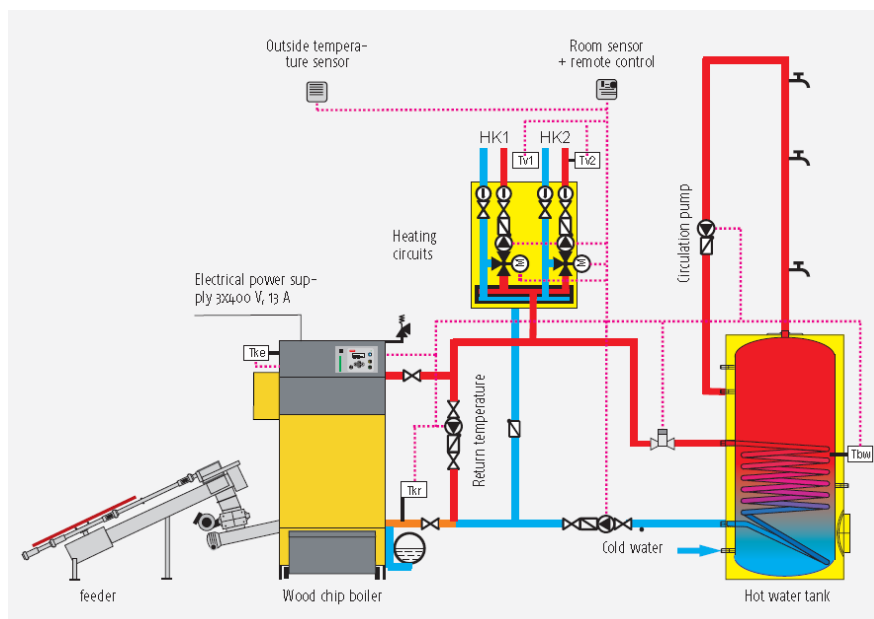 Outside tempera-
ture sensor
Room sensor
+ remote control
HK1
HK2
Tv1
Tv2
Heating
circuits
Circulation pump
Electrical power sup-
ply 3x400 V, 13 A
Tke
M
M
Return temperature
Tkr
Tbw
Cold water
feeder
Wood chip boiler
Hot water tank